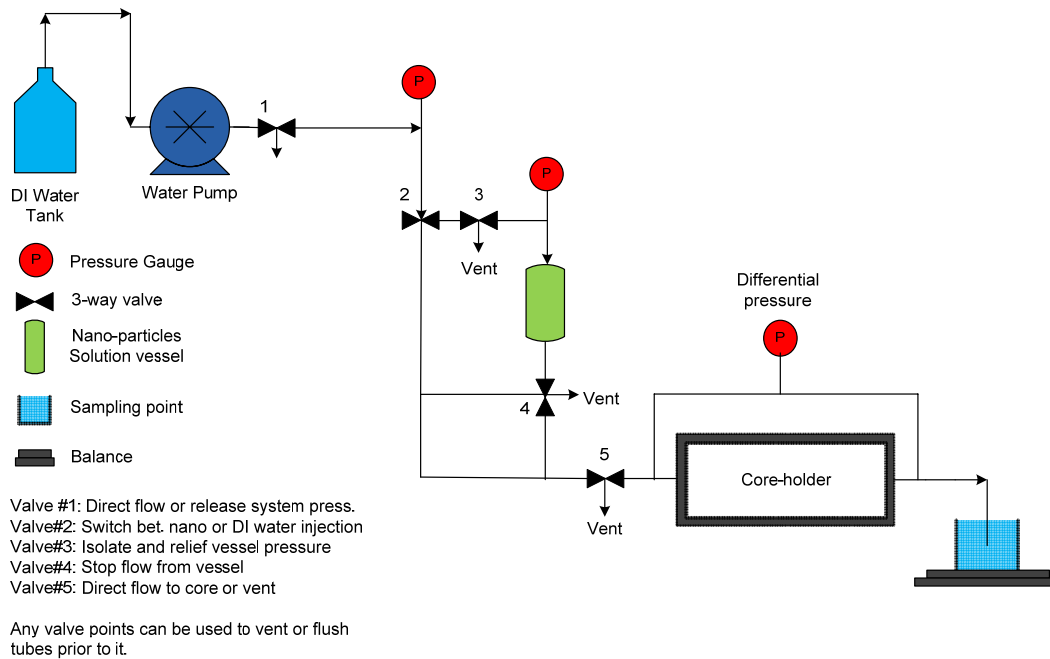 P
1
DI Water
Tank
Water Pump
P
2
3
Vent
P
Pressure Gauge
3-way valve
Nano-particles
Solution vessel
Differential
pressure
P
Vent
4
Sampling point
5
Core-holder
Balance
Vent
Valve #1: Direct flow or release system press.
Valve#2: Switch bet. nano or DI water injection
Valve#3: Isolate and relief vessel pressure
Valve#4: Stop flow from vessel
Valve#5: Direct flow to core or vent
Any valve points can be used to vent or flush
tubes prior to it.